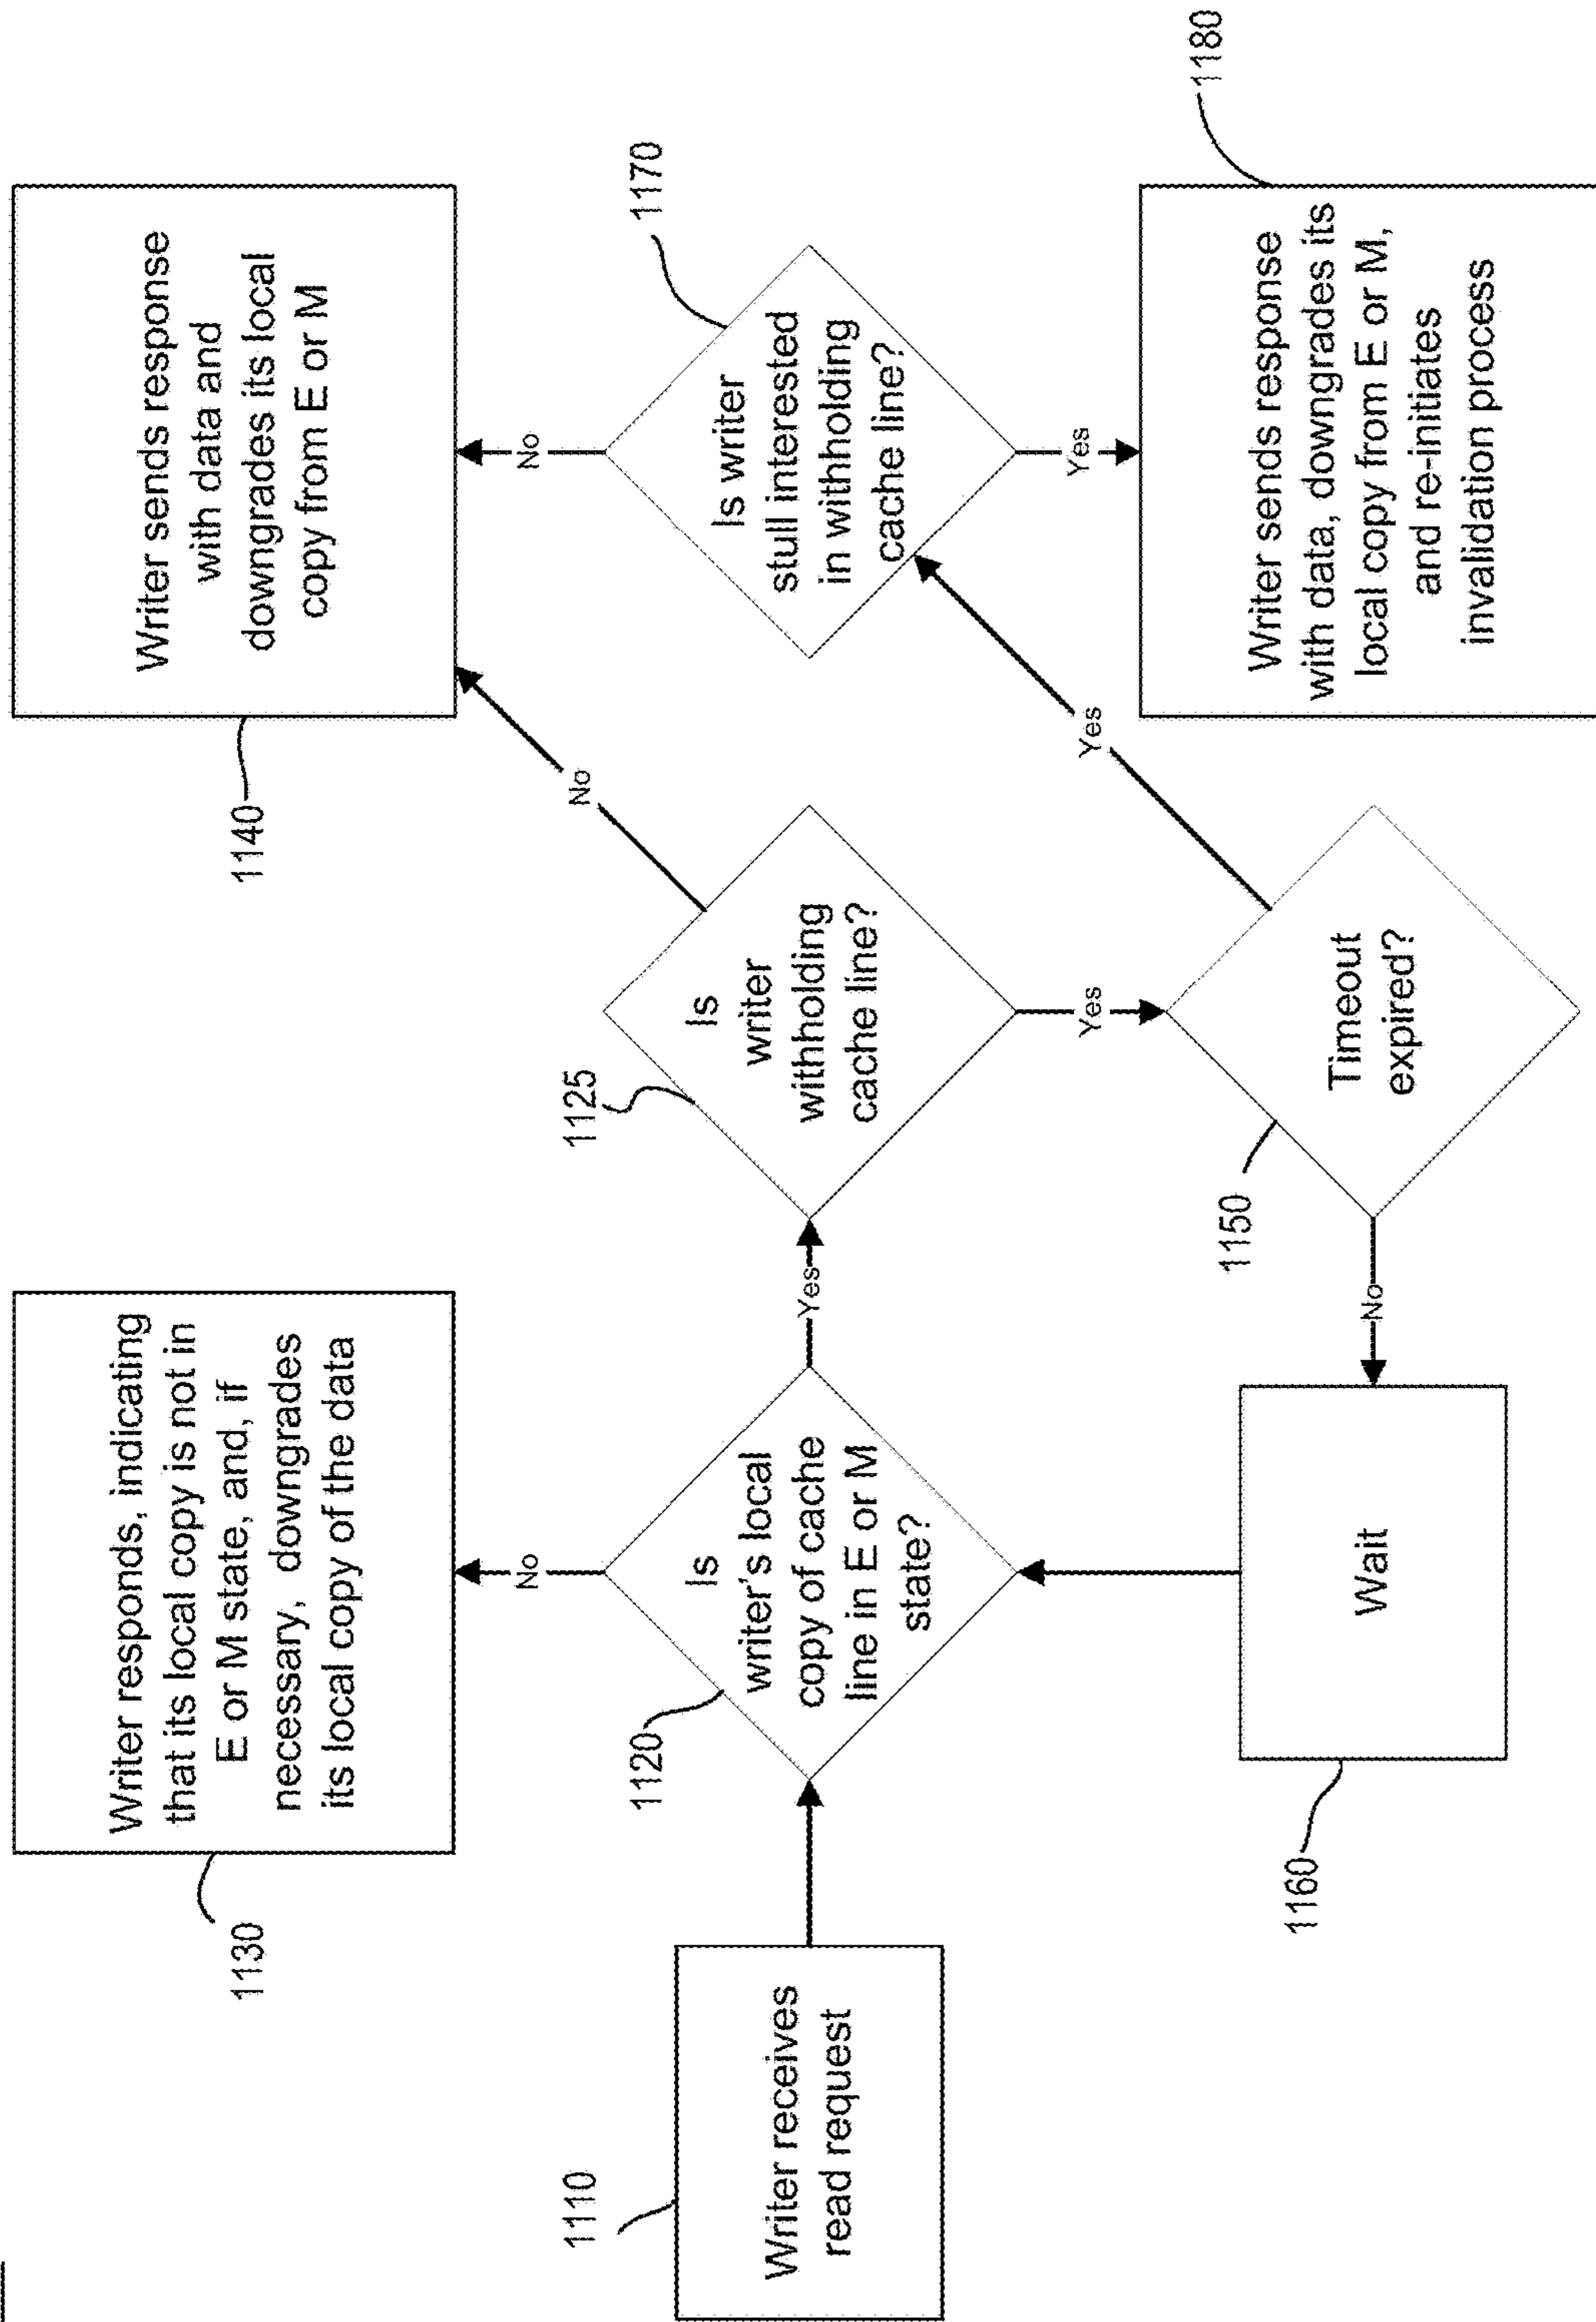 1110
Writer receives
read request
1120
Is
writer's local
copy of cache
line in E or M
state?
No
Yes
1130
Writer responds, indicating
that its local copy is not in
E or M state, and, if
necessary, downgrades
its local copy of the data
1125
Is
writer
withholding
cache line?
No
Yes
1140
Writer sends response
with data and
downgrades its local
copy from E or M
1150
Timeout
expired?
No
Yes
1160
Wait
1170
Is writer
stull interested
in withholding
cache line?
No
Yes
1180
Writer sends response
with data, downgrades its
local copy from E or M,
and re-initiates
invalidation process